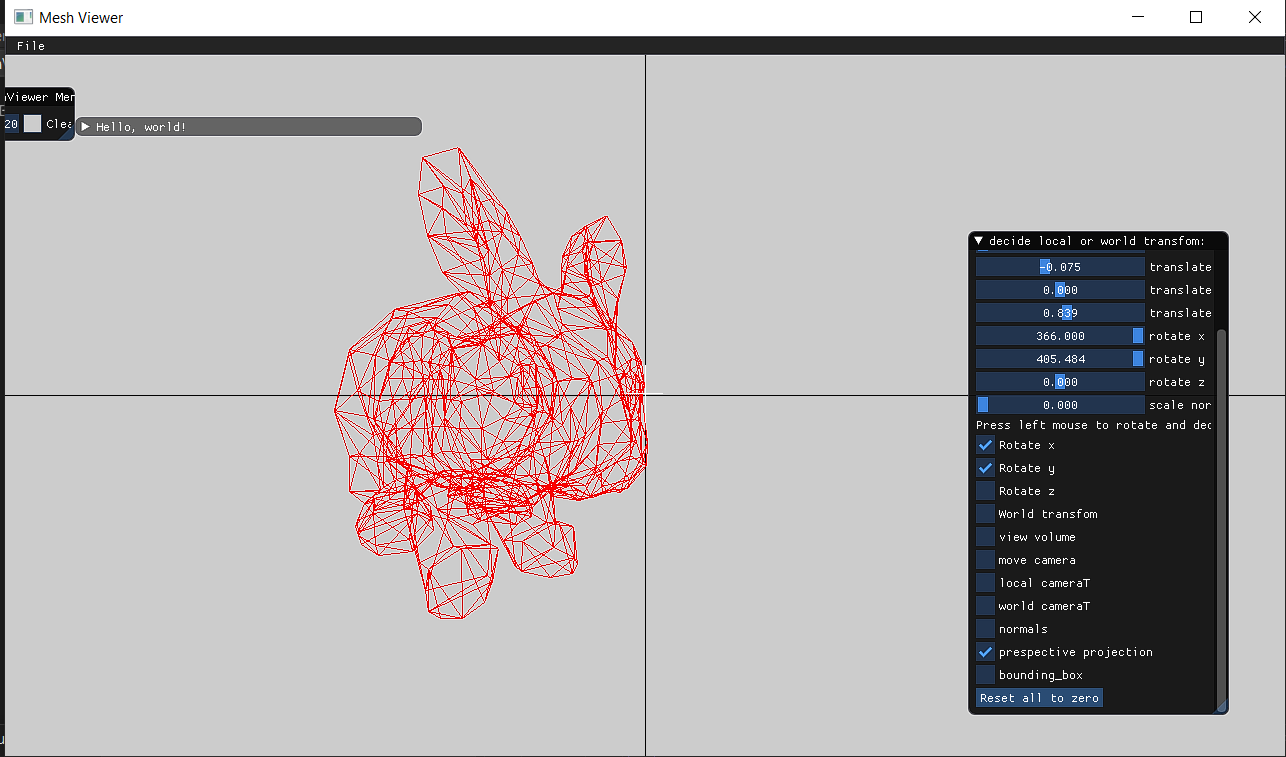 Mesh Viewer
File
Viewer Men
20 Clea
Hello, world!
decide local or world transfom:
-0.075 translate
0.000 translate
0.839 translate
366.000 rotate x
405.484 rotate y
0.000 rotate z
0.000 scale nor
Press left mouse to rotate and dec
Rotate x
Rotate y
Rotate z
World transfom
view volume
move camera
local cameraT
world cameraT
normals
prespective projection
bounding_box
Reset all to zero